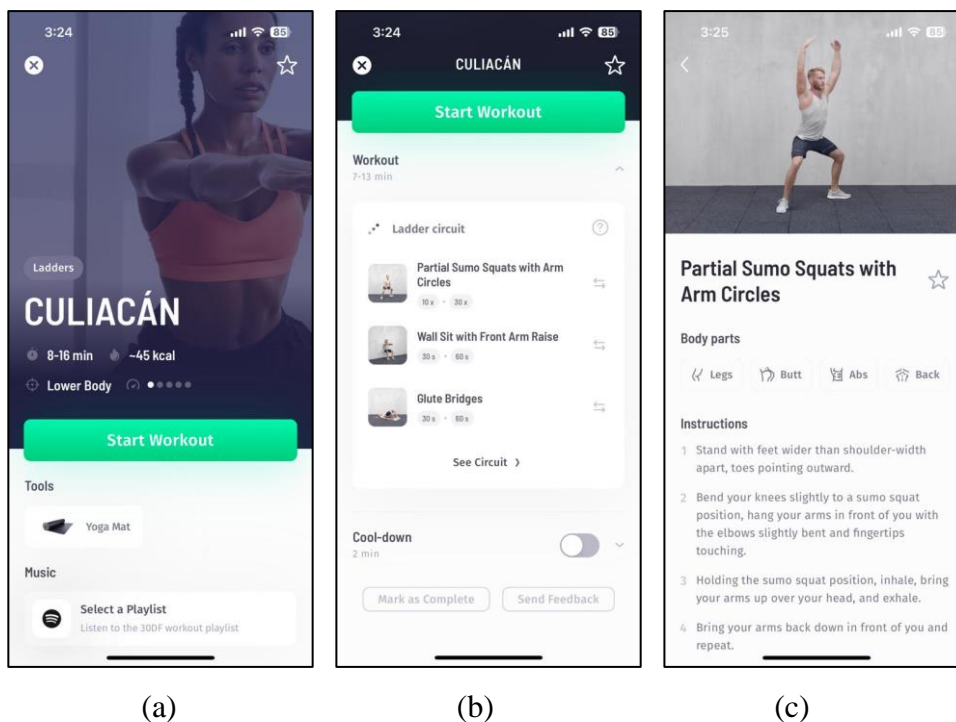 3:24
85
Ladders
CULIACÁN
8-16 min ~45 kcal
Lower Body
Start Workout
Tools
Yoga Mat
Music
Select a Playlist
Listen to the 30DF workout playlist
(a)
3:24
85
CULIACÁN
Start Workout
Workout
7-13 min
Ladder circuit
?
Partial Sumo Squats with Arm
Circles
10 x - 30 x
Wall Sit with Front Arm Raise
30 s - 60 s
Glute Bridges
30 s - 60 s
See Circuit
Cool-down
2 min
Mark as Complete Send Feedback
(b)
3:25
85
Partial Sumo Squats with
Arm Circles
Body parts
Legs Butt Abs Back
Instructions
1 Stand with feet wider than shoulder-width
apart, toes pointing outward.
2 Bend your knees slightly to a sumo squat
position, hang your arms in front of you with
the elbows slightly bent and fingertips
touching.
3 Holding the sumo squat position, inhale, bring
your arms up over your head, and exhale.
4 Bring your arms back down in front of you and
repeat.
(c)